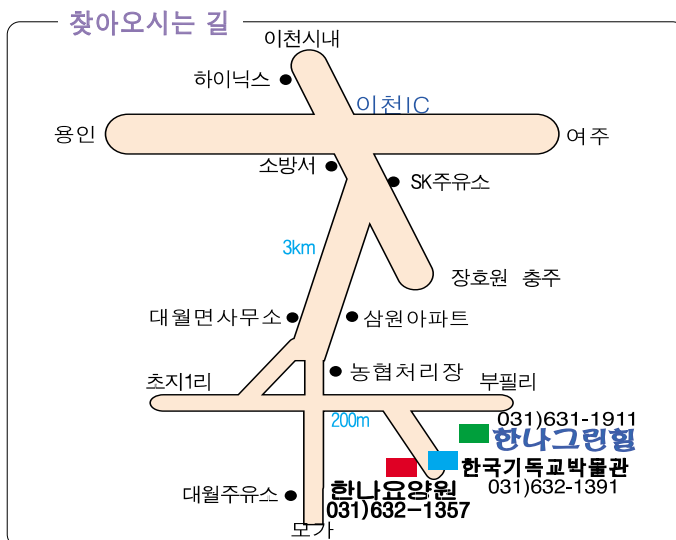 찾아오시는 길
이천시내
하이닉스
이천IC
용인
여주
소방서
SK주유소
3km
장호원 충주
대월면사무소
삼원아파트
농협처리장
초지1리
부필리
200m
031)631-1911
한나그린힐
한국기독교박물관
031)632-1391
대월주유소
한나요양원
031)632-1357
모가